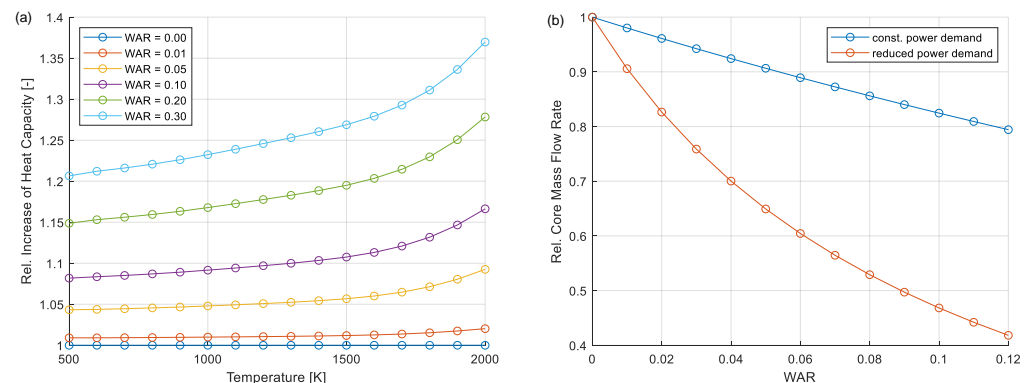 (a)
1.4
1.35
1.3
1.25
1.2
1.15
1.1
1.05
1
Rel. Increase of Heat Capacity [-]
WAR = 0.00
WAR = 0.01
WAR = 0.05
WAR = 0.10
WAR = 0.20
WAR = 0.30
500 1000 1500 2000
Temperature [K]
(b)
1
0.9
0.8
0.7
0.6
0.5
0.4
Rel. Core Mass Flow Rate
const. power demand
reduced power demand
0 0.02 0.04 0.06 0.08 0.1 0.12
WAR